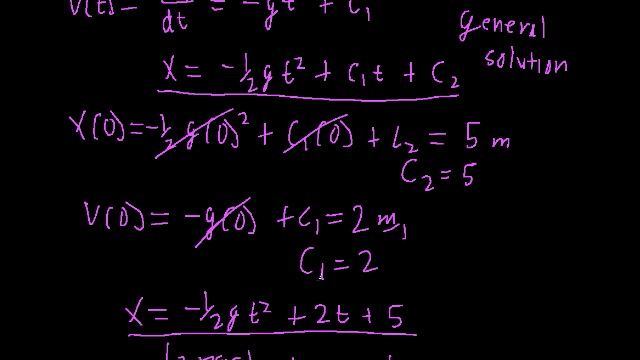 V(t) = dx/dt = -gt + C₁
general
solution
X = -½gt² + C₁t + C₂
X(0) = -½g(0)² + C₁(0) + C₂ = 5 m
C₂ = 5
V(0) = -g(0) + C₁ = 2 m/
C₁ = 2
X = -½gt² + 2t + 5